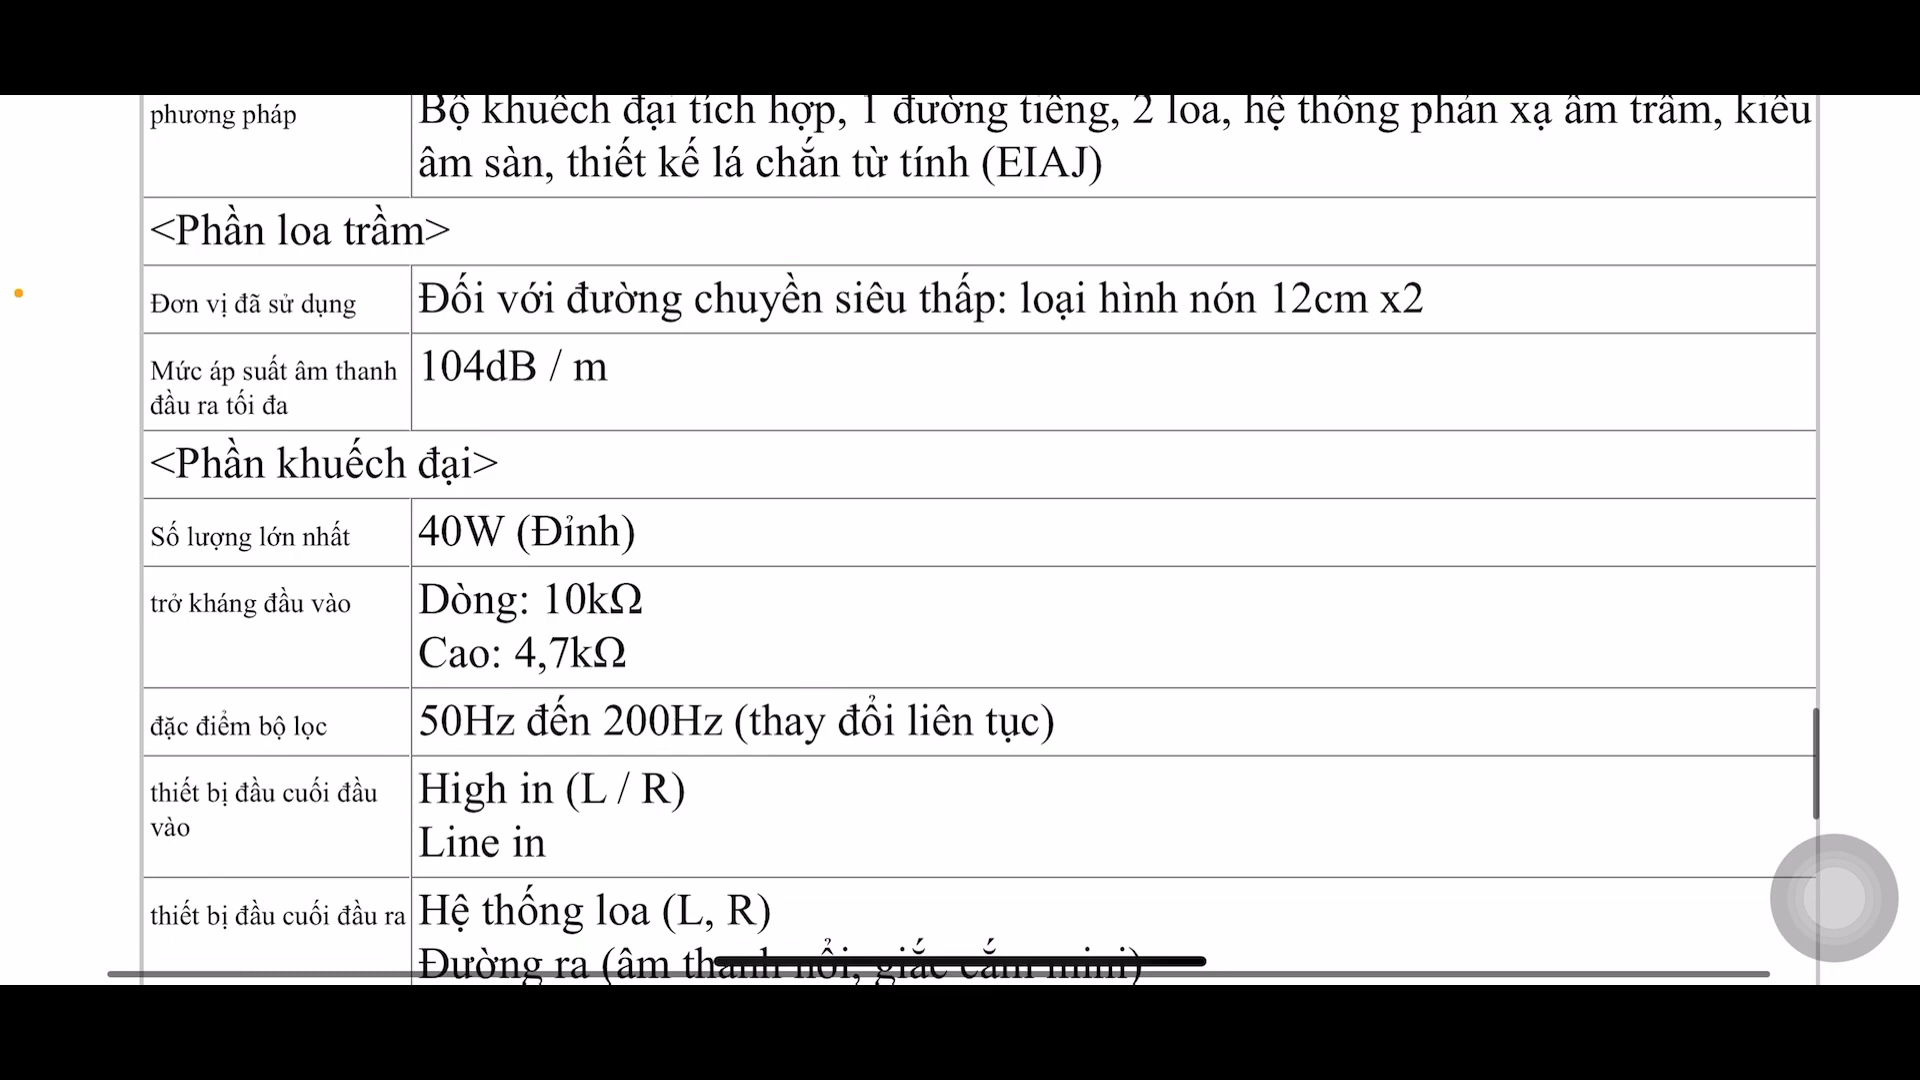 phương pháp
Bộ khuếch đại tích hợp, 1 đường tiếng, 2 loa, hệ thống phản xạ âm trầm, kiểu
âm sàn, thiết kế lá chắn từ tính (EIAJ)
<Phần loa trầm>
Đơn vị đã sử dụng
Đối với đường chuyền siêu thấp: loại hình nón 12cm x2
Mức áp suất âm thanh
đầu ra tối đa
104dB / m
<Phần khuếch đại>
Số lượng lớn nhất
40W (Đỉnh)
trở kháng đầu vào
Dòng: 10kΩ
Cao: 4,7kΩ
đặc điểm bộ lọc
50Hz đến 200Hz (thay đổi liên tục)
thiết bị đầu cuối đầu
vào
High in (L / R)
Line in
thiết bị đầu cuối đầu ra
Hệ thống loa (L, R)
Đường ra (âm thanh nổi, giắc cắm mini)